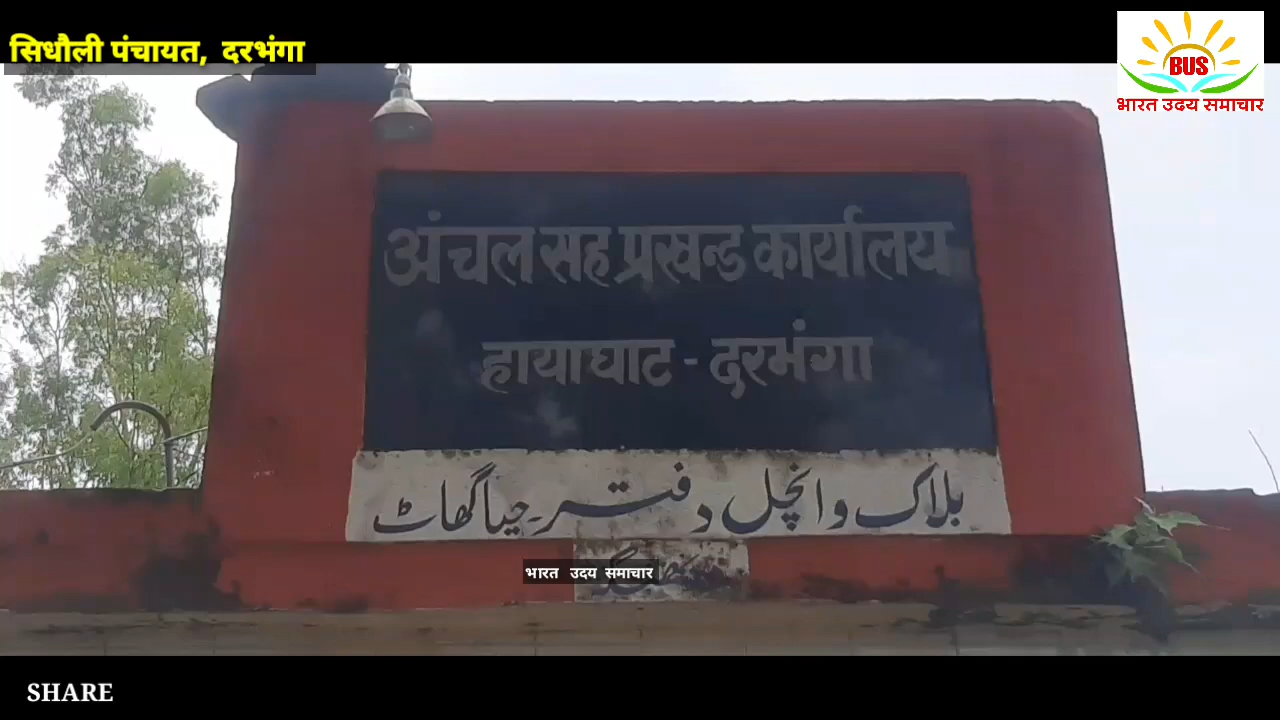 सिधौली पंचायत, दरभंगा
BUS
भारत उदय समाचार
अंचल सह प्रखन्ड कार्यालय
हायाघाट - दरभंगा
بلاک وانچل دفتر - حیاگھاٹ
भारत उदय समाचार
SHARE